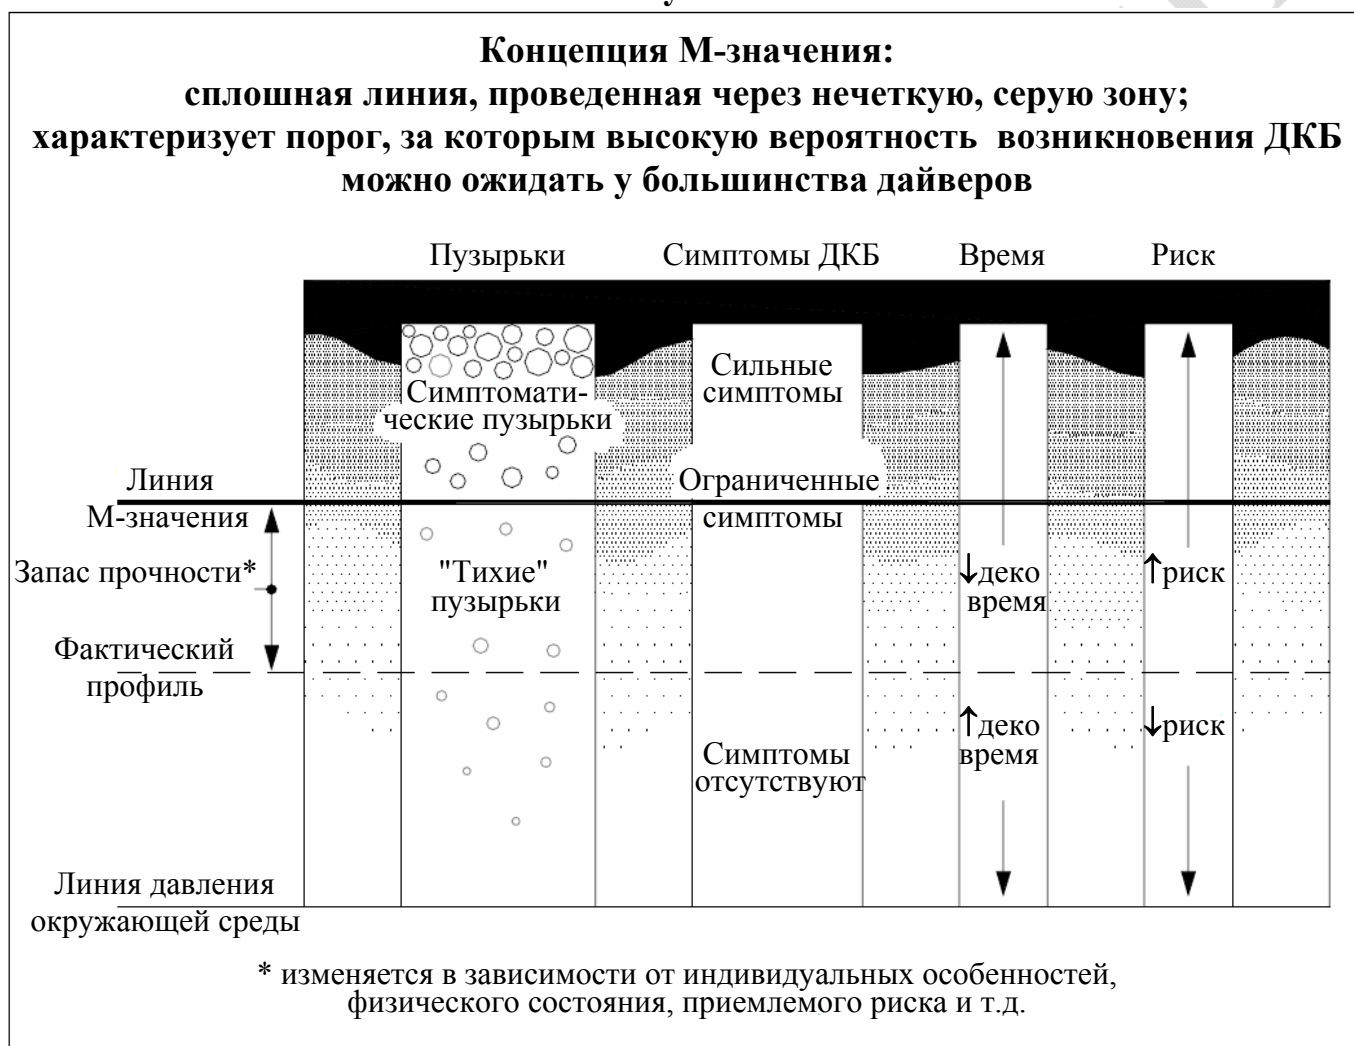 Концепция М-значения:
сплошная линия, проведенная через нечеткую, серую зону;
характеризует порог, за которым высокую вероятность возникновения ДКБ
можно ожидать у большинства дайверов
Пузырьки
Симптомы ДКБ
Время
Риск
Симптомати-
ческие пузырьки
Сильные
симптомы
Линия
М-значения
Ограниченные
симптомы
Запас прочности*
"Тихие"
пузырьки
↓деко
время
↑риск
Фактический
профиль
Симптомы
отсутствуют
↑деко
время
↓риск
Линия давления
окружающей среды
* изменяется в зависимости от индивидуальных особенностей,
физического состояния, приемлемого риска и т.д.